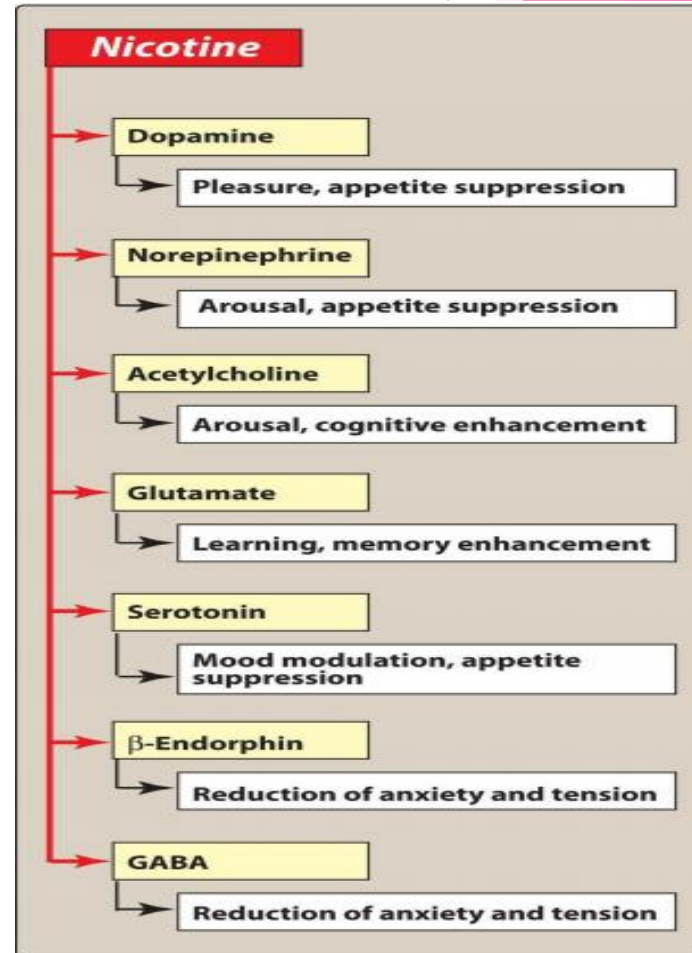 Nicotine
Dopamine
Pleasure, appetite suppression
Norepinephrine
Arousal, appetite suppression
Acetylcholine
Arousal, cognitive enhancement
Glutamate
Learning, memory enhancement
Serotonin
Mood modulation, appetite
suppression
β-Endorphin
Reduction of anxiety and tension
GABA
Reduction of anxiety and tension